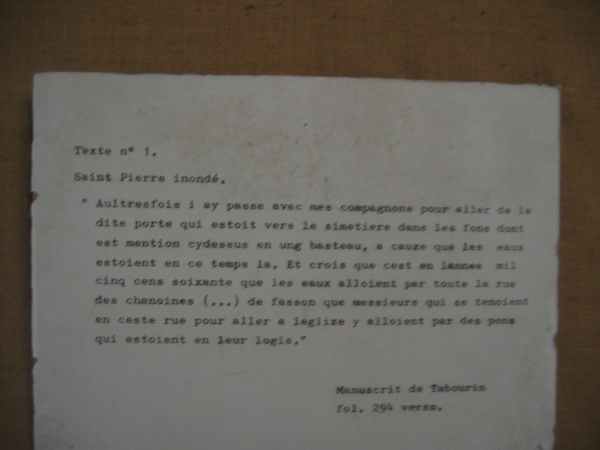 Texte n° 1.
Saint Pierre inondé.
" Aultresfois i ay passe avec mes compagnons pour aller de la
dite porte qui estoit vers le simetiere dans les fons dont
est mention cydessus en ung basteau, a cauze que les eaux
estoient en ce temps la. Et crois que cest en lannee mil
cinq cens soixante que les eaux alloient par toute la rue
des chanoines (...) de fasson que messieurs qui se tenoient
en ceste rue pour aller a leglize y alloient par des pons
qui estoient en leur logis."
Manuscrit de Tabourin
fol. 294 verso.